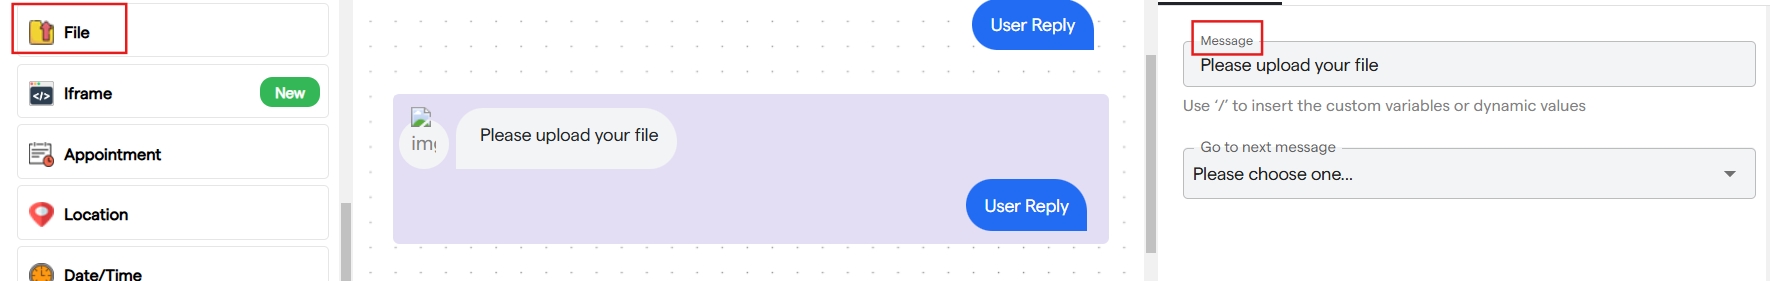 File
Iframe
New
Appointment
Location
Date/Time
User Reply
img
Please upload your file
User Reply
Message
Please upload your file
Use ‘/’ to insert the custom variables or dynamic values
Go to next message
Please choose one...